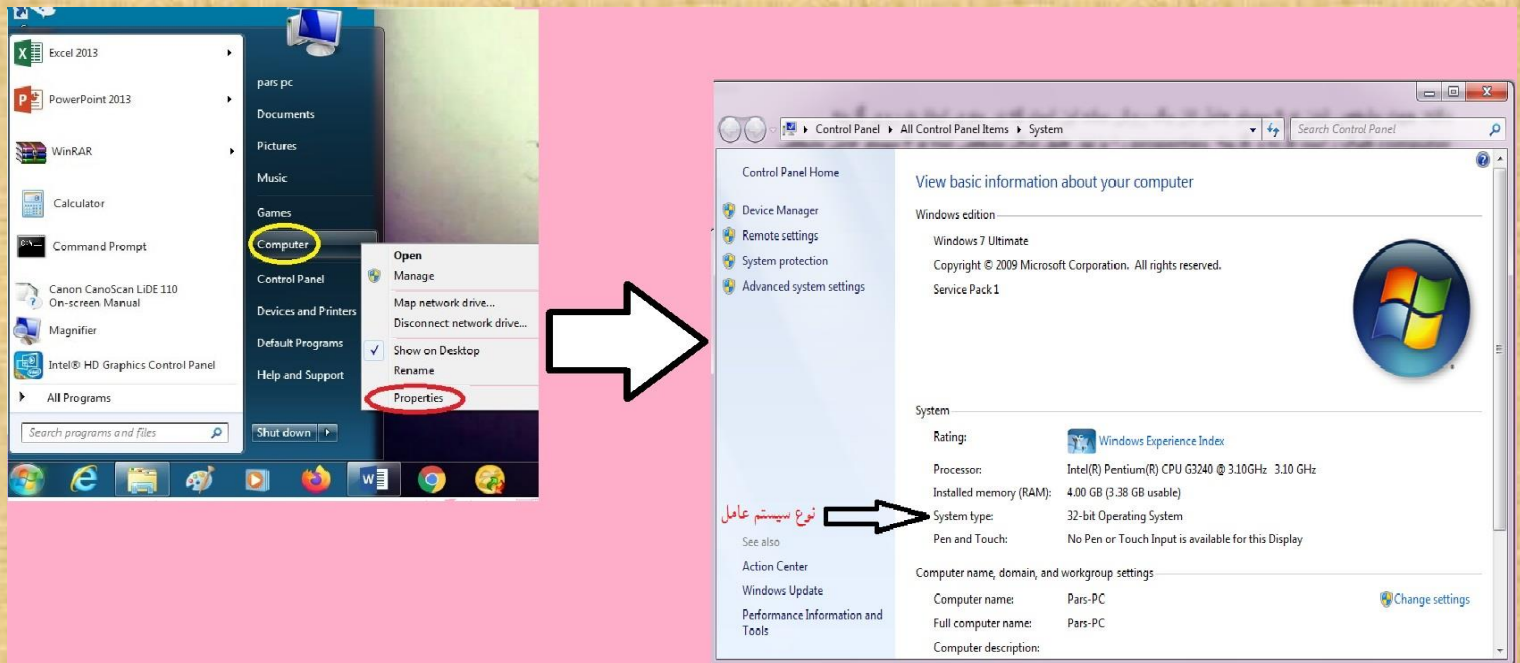 Excel 2013
PowerPoint 2013
WinRAR
Calculator
Command Prompt
Canon CanoScan LiDE 110
On-screen Manual
Magnifier
Intel® HD Graphics Control Panel
All Programs
Search programs and files
pars pc
Documents
Pictures
Music
Games
Computer
Control Panel
Devices and Printers
Default Programs
Help and Support
Shut down
Open
Manage
Map network drive...
Disconnect network drive...
Show on Desktop
Rename
Properties
Control Panel All Control Panel Items System
Search Control Panel
Control Panel Home
Device Manager
Remote settings
System protection
Advanced system settings
نوع سیستم عامل
See also
Action Center
Windows Update
Performance Information and
Tools
View basic information about your computer
Windows edition
Windows 7 Ultimate
Copyright © 2009 Microsoft Corporation. All rights reserved.
Service Pack 1
System
Rating: Windows Experience Index
Processor: Intel(R) Pentium(R) CPU G3240 @ 3.10GHz 3.10 GHz
Installed memory (RAM): 4.00 GB (3.38 GB usable)
System type: 32-bit Operating System
Pen and Touch: No Pen or Touch Input is available for this Display
Computer name, domain, and workgroup settings
Computer name: Pars-PC Change settings
Full computer name: Pars-PC
Computer description: